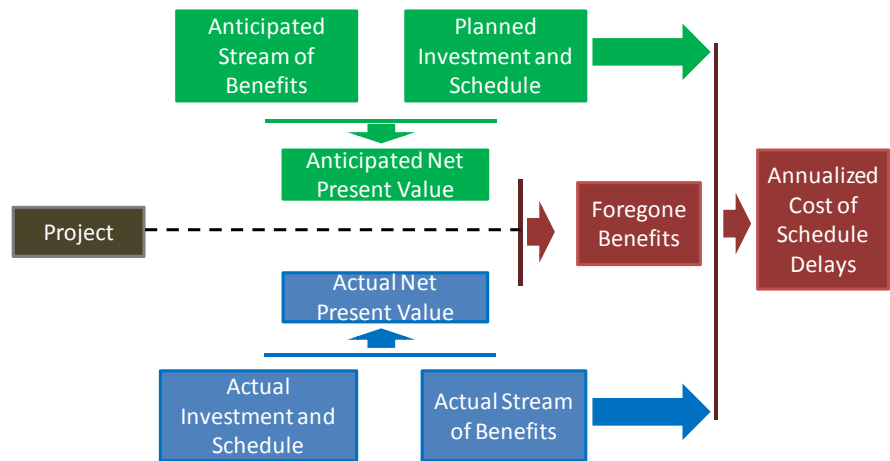 Anticipated
Stream of
Benefits
Planned
Investment and
Schedule
Anticipated Net
Present Value
Project
Foregone
Benefits
Annualized
Cost of
Schedule
Delays
Actual Net
Present Value
Actual
Investment and
Schedule
Actual Stream
of Benefits